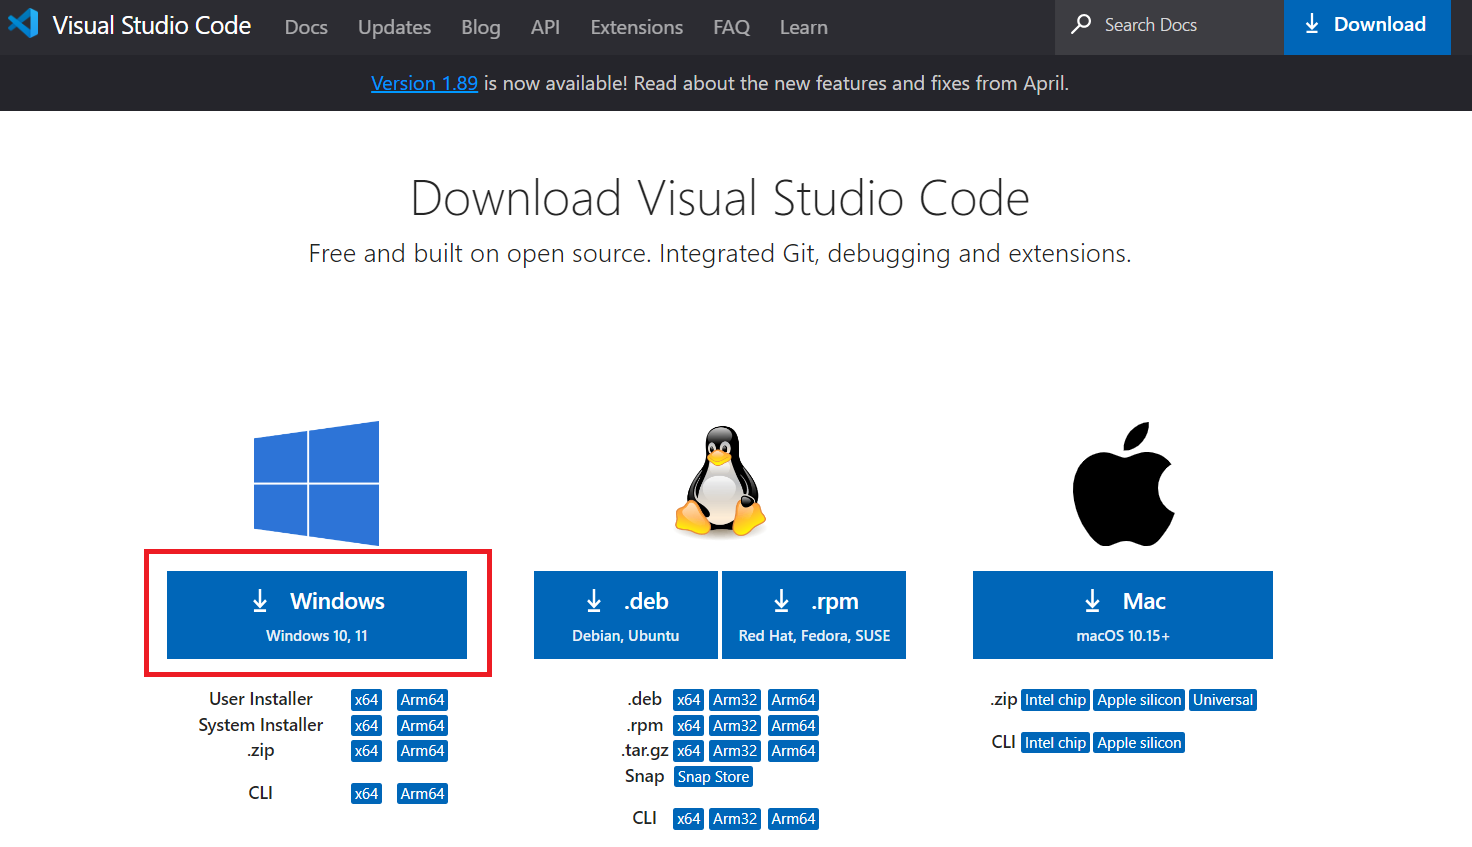 Visual Studio Code Docs Updates Blog API Extensions FAQ Learn Search Docs Download
Version 1.89 is now available! Read about the new features and fixes from April.
Download Visual Studio Code
Free and built on open source. Integrated Git, debugging and extensions.
Windows
Windows 10, 11
User Installer x64 Arm64
System Installer x64 Arm64
.zip x64 Arm64
CLI x64 Arm64
.deb
Debian, Ubuntu
.rpm
Red Hat, Fedora, SUSE
.deb x64 Arm32 Arm64
.rpm x64 Arm32 Arm64
.tar.gz x64 Arm32 Arm64
Snap Snap Store
CLI x64 Arm32 Arm64
Mac
macOS 10.15+
.zip Intel chip Apple silicon Universal
CLI Intel chip Apple silicon